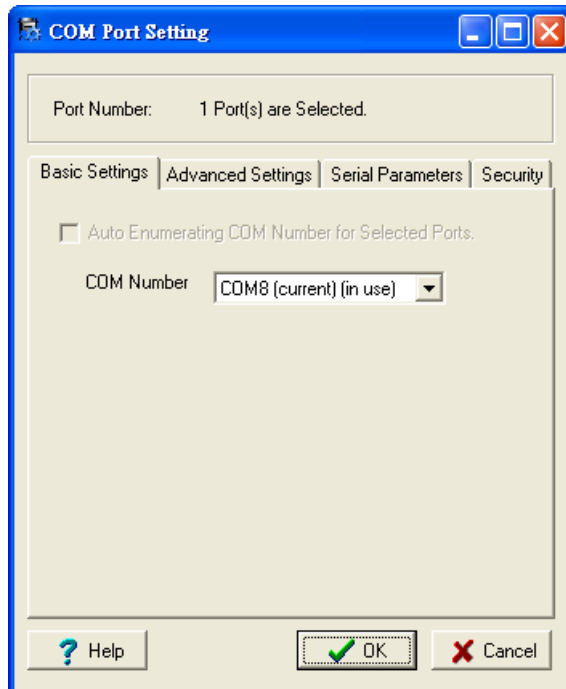 COM Port Setting
Port Number: 1 Port(s) are Selected.
Basic Settings Advanced Settings Serial Parameters Security
Auto Enumerating COM Number for Selected Ports.
COM Number COM8 (current) (in use)
? Help OK Cancel